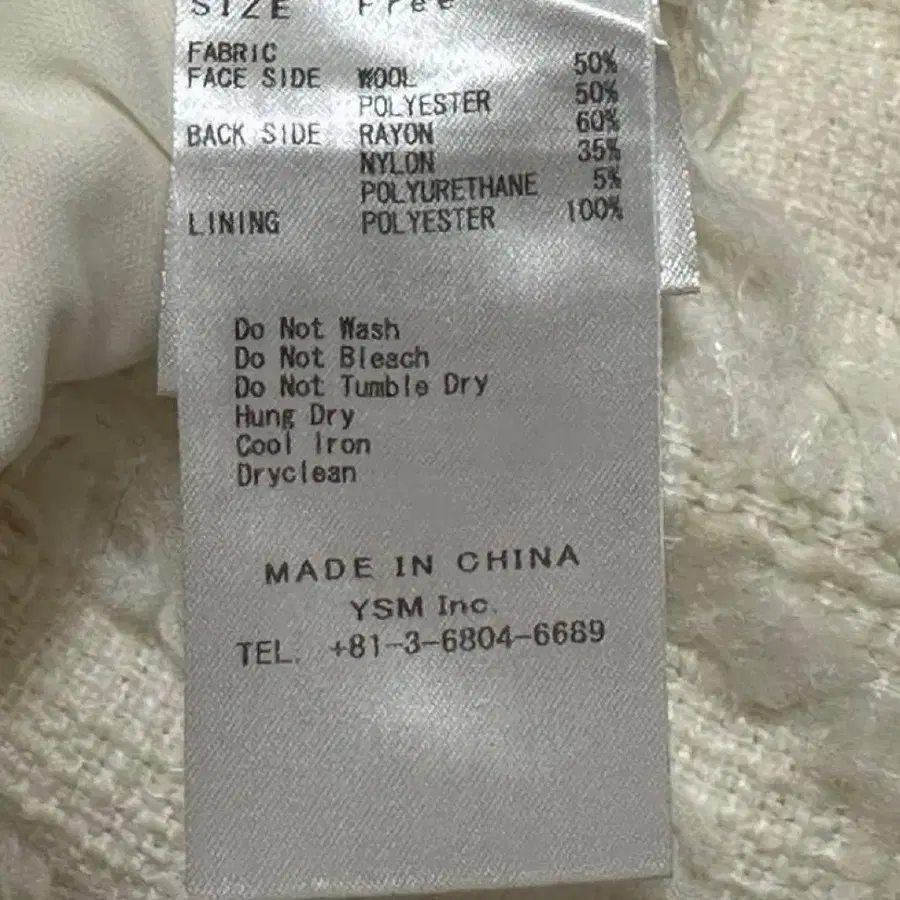 SIZE Free
FABRIC
FACE SIDE WOOL 50%
POLYESTER 50%
BACK SIDE RAYON 60%
NYLON 35%
POLYURETHANE 5%
LINING POLYESTER 100%
Do Not Wash
Do Not Bleach
Do Not Tumble Dry
Hung Dry
Cool Iron
Dryclean
MADE IN CHINA
YSM Inc.
TEL. +81-3-6804-6689